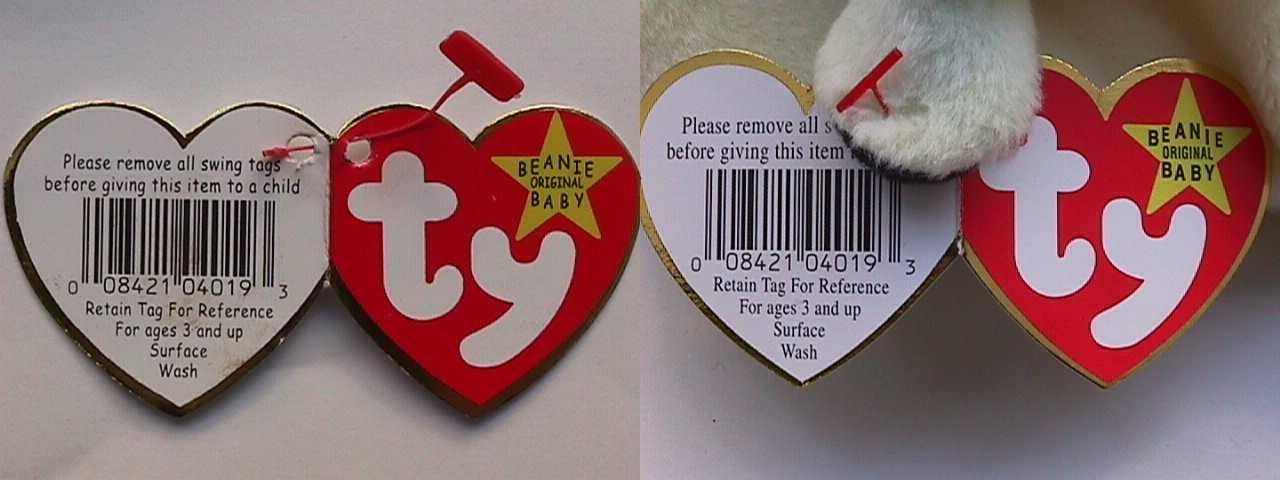 Please remove all swing tags
before giving this item to a child
0 08421 04019 3
Retain Tag For Reference
For ages 3 and up
Surface
Wash
ty
BEANIE
ORIGINAL
BABY
Please remove all s
before giving this item
0 08421 04019 3
Retain Tag For Reference
For ages 3 and up
Surface
Wash
ty
BEANIE
ORIGINAL
BABY